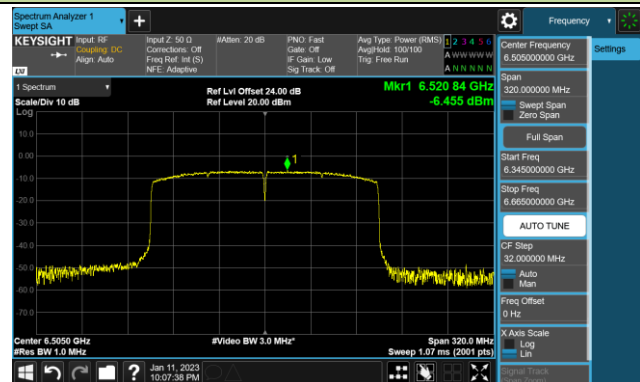 Spectrum Analyzer 1
Swept SA
Frequency
KEYSIGHT
Input: RF
Coupling: DC
Align: Auto
Input Z: 50 Ω
Corrections: Off
Freq Ref: Int (S)
NFE: Adaptive
#Atten: 20 dB
PNO: Fast
Gate: Off
IF Gain: Low
Sig Track: Off
Avg Type: Power (RMS)
Avg|Hold: 100/100
Trig: Free Run
1 2 3 4 5 6
A W W W W W
A N N N N N
LXI
1 Spectrum
Scale/Div 10 dB
Log
Ref Lvl Offset 24.00 dB
Ref Level 20.00 dBm
Mkr1 6.520 84 GHz
-6.455 dBm
10.0
0.00
-10.0
-20.0
-30.0
-40.0
-50.0
-60.0
-70.0
1
Center 6.5050 GHz
#Res BW 1.0 MHz
#Video BW 3.0 MHz*
Span 320.0 MHz
Sweep 1.07 ms (2001 pts)
Jan 11, 2023
10:07:38 PM
Center Frequency
6.505000000 GHz
Settings
Span
320.000000 MHz
Swept Span
Zero Span
Full Span
Start Freq
6.345000000 GHz
Stop Freq
6.665000000 GHz
AUTO TUNE
CF Step
32.000000 MHz
Auto
Man
Freq Offset
0 Hz
X Axis Scale
Log
Lin
Signal Track
(Span Zoom)